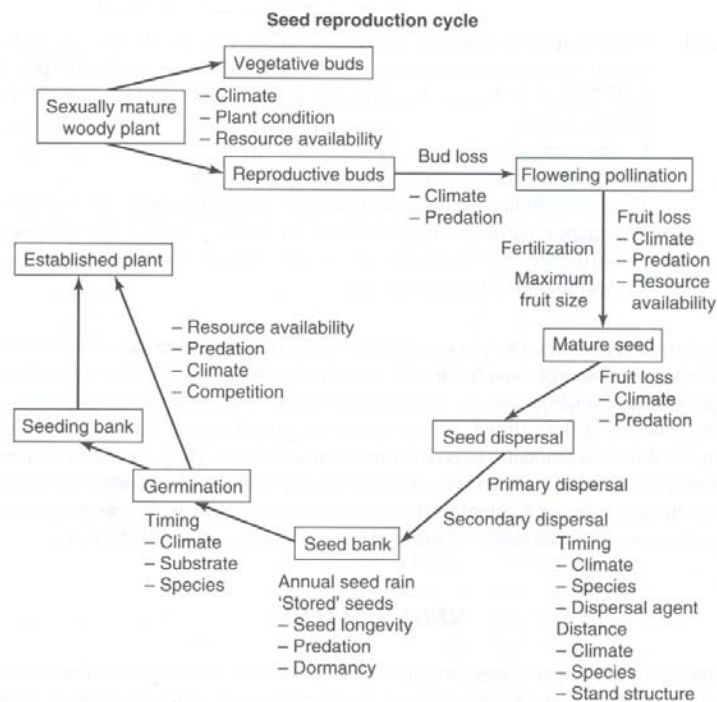 Seed reproduction cycle
Vegetative buds
Sexually mature
woody plant
– Climate
– Plant condition
– Resource availability
Reproductive buds
Bud loss
– Climate
– Predation
Flowering pollination
Fertilization
Maximum
fruit size
Fruit loss
– Climate
– Predation
– Resource
availability
Mature seed
Fruit loss
– Climate
– Predation
Seed dispersal
Primary dispersal
Secondary dispersal
Timing
– Climate
– Species
– Dispersal agent
Distance
– Climate
– Species
– Stand structure
Seed bank
Annual seed rain
'Stored' seeds
– Seed longevity
– Predation
– Dormancy
Germination
Timing
– Climate
– Substrate
– Species
Seeding bank
Established plant
– Resource availability
– Predation
– Climate
– Competition